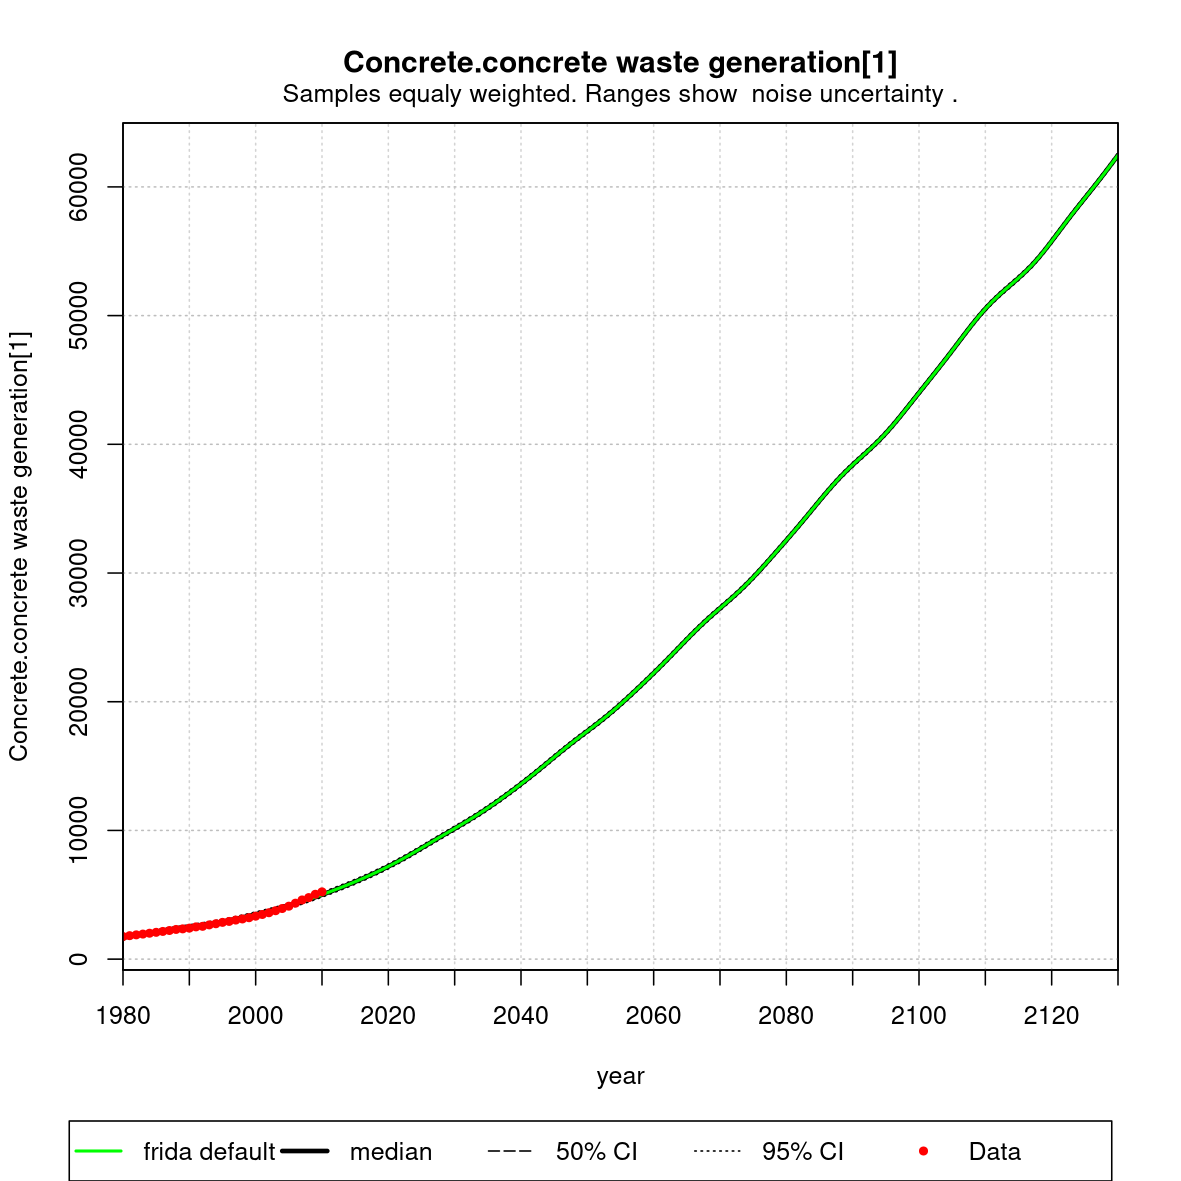 Concrete.concrete waste generation[1]
Samples equaly weighted. Ranges show  noise uncertainty .
Concrete.concrete waste generation[1]
60000
50000
40000
30000
20000
10000
0
1980 2000 2020 2040 2060 2080 2100 2120
year
frida default median 50% CI 95% CI Data